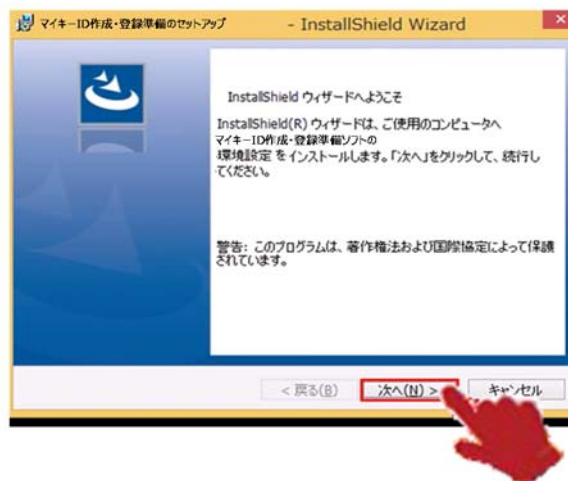 マイキーID作成・登録準備のセットアップ - InstallShield Wizard
InstallShield ウィザードへようこそ
InstallShield(R) ウィザードは、ご使用のコンピュータへ
マイキーID作成・登録準備ソフトの
環境設定 をインストールします。「次へ」をクリックして、続行し
てください。
警告: このプログラムは、著作権法および国際協定によって保護
されています。
< 戻る(B) 次へ(N) > キャンセル